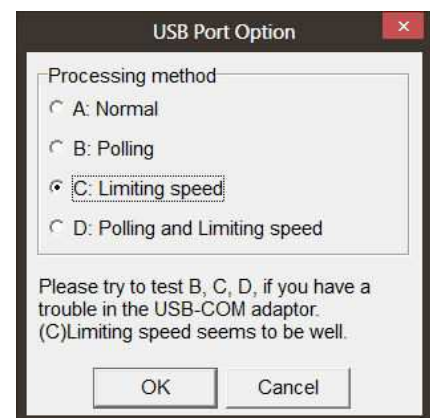 USB Port Option
Processing method
A: Normal
B: Polling
C: Limiting speed
D: Polling and Limiting speed
Please try to test B, C, D, if you have a
trouble in the USB-COM adaptor.
(C)Limiting speed seems to be well.
OK Cancel